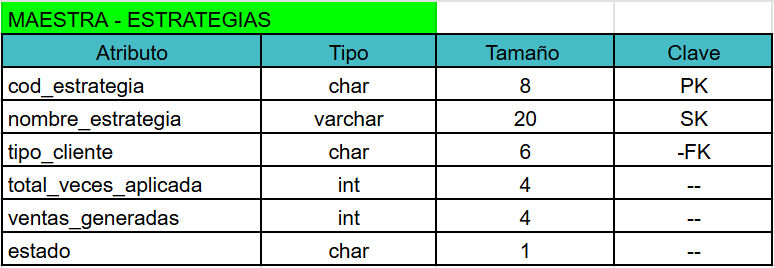 MAESTRA - ESTRATEGIAS
Atributo Tipo Tamaño Clave
cod_estrategia char 8 PK
nombre_estrategia varchar 20 SK
tipo_cliente char 6 -FK
total_veces_aplicada int 4 --
ventas_generadas int 4 --
estado char 1 --